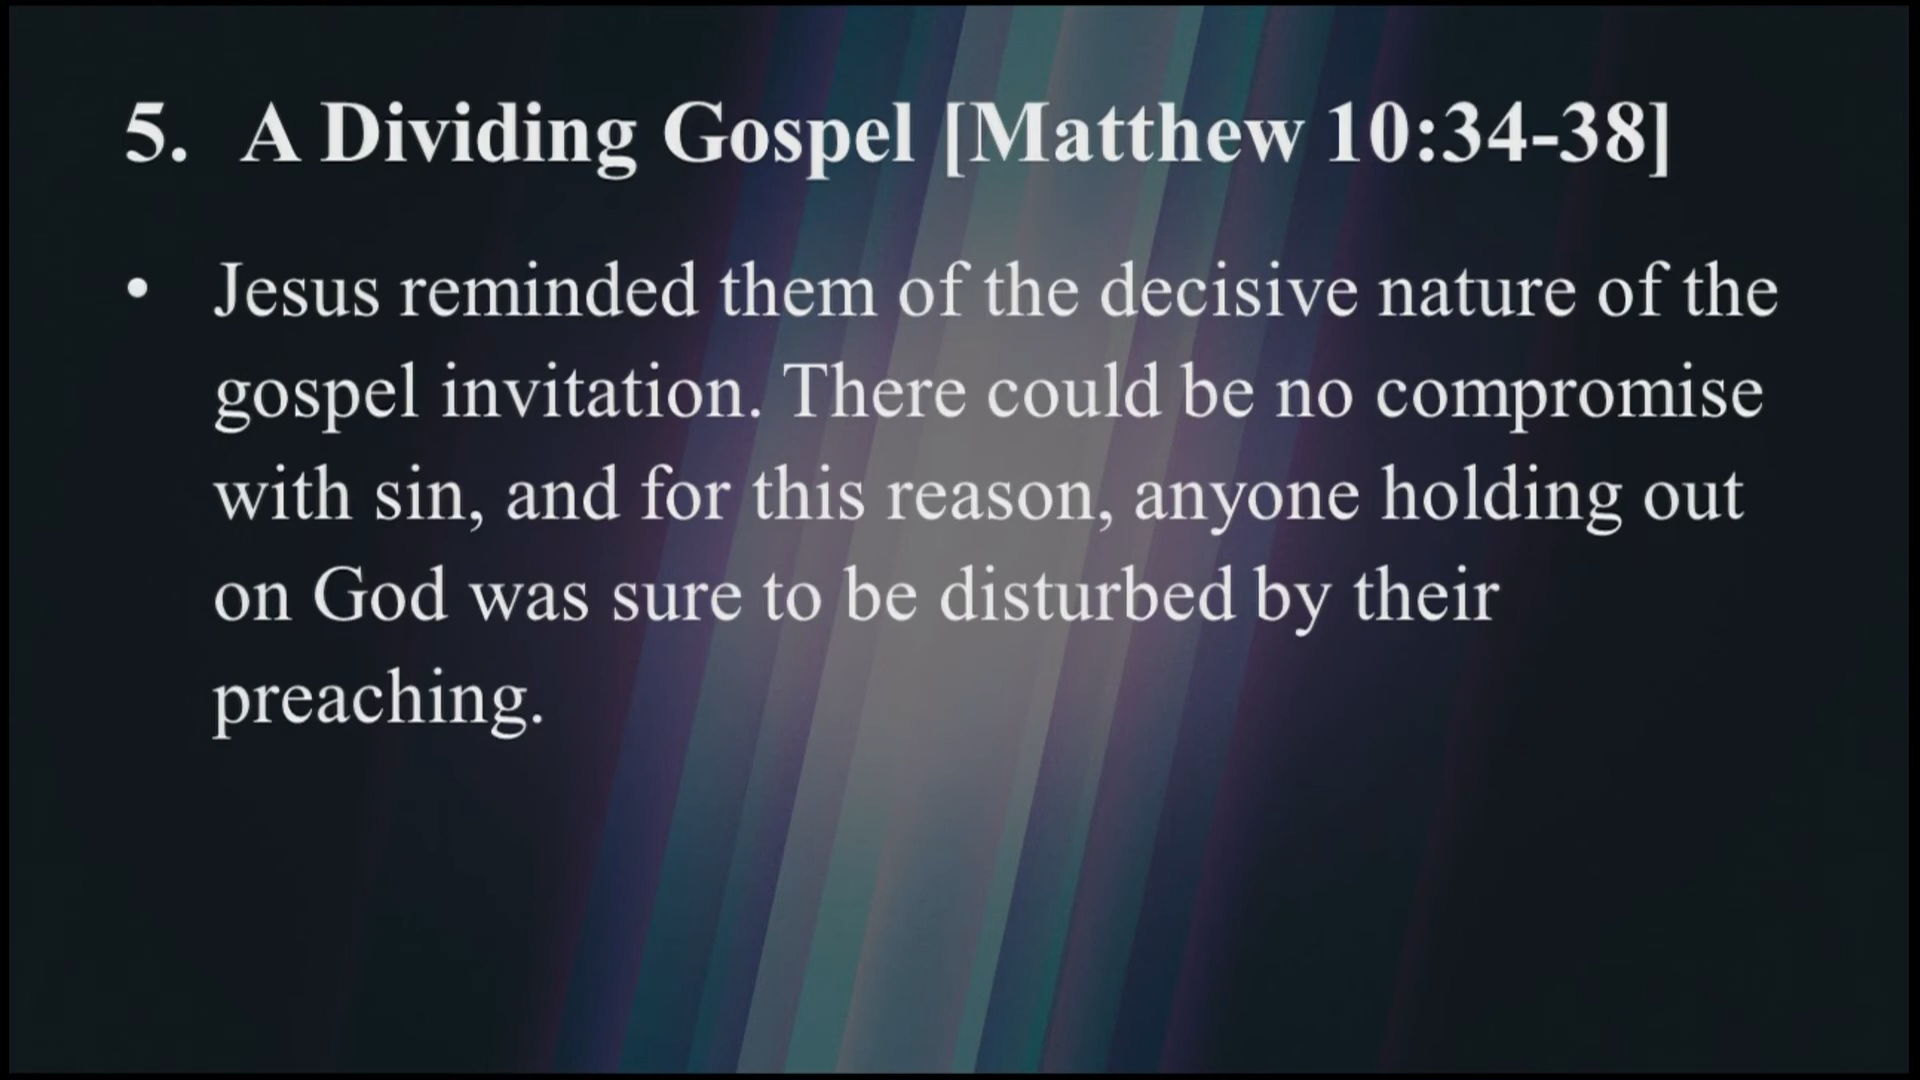 5. A Dividing Gospel [Matthew 10:34-38]
• Jesus reminded them of the decisive nature of the
gospel invitation. There could be no compromise
with sin, and for this reason, anyone holding out
on God was sure to be disturbed by their
preaching.